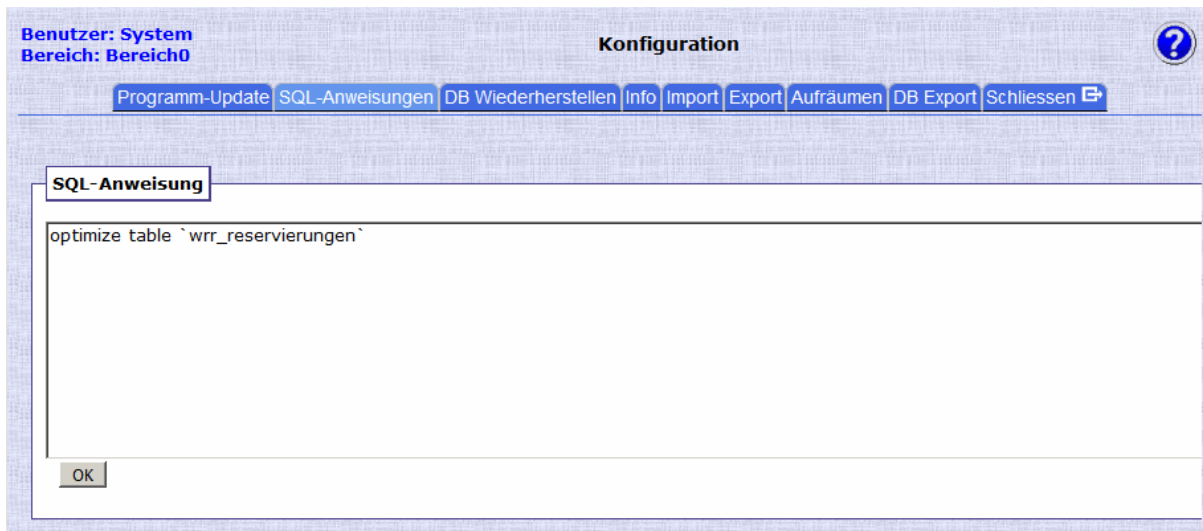 Benutzer: System
Bereich: Bereich0
Konfiguration
?
Programm-Update SQL-Anweisungen DB Wiederherstellen Info Import Export Aufräumen DB Export Schliessen
SQL-Anweisung
optimize table `wrr_reservierungen`
OK